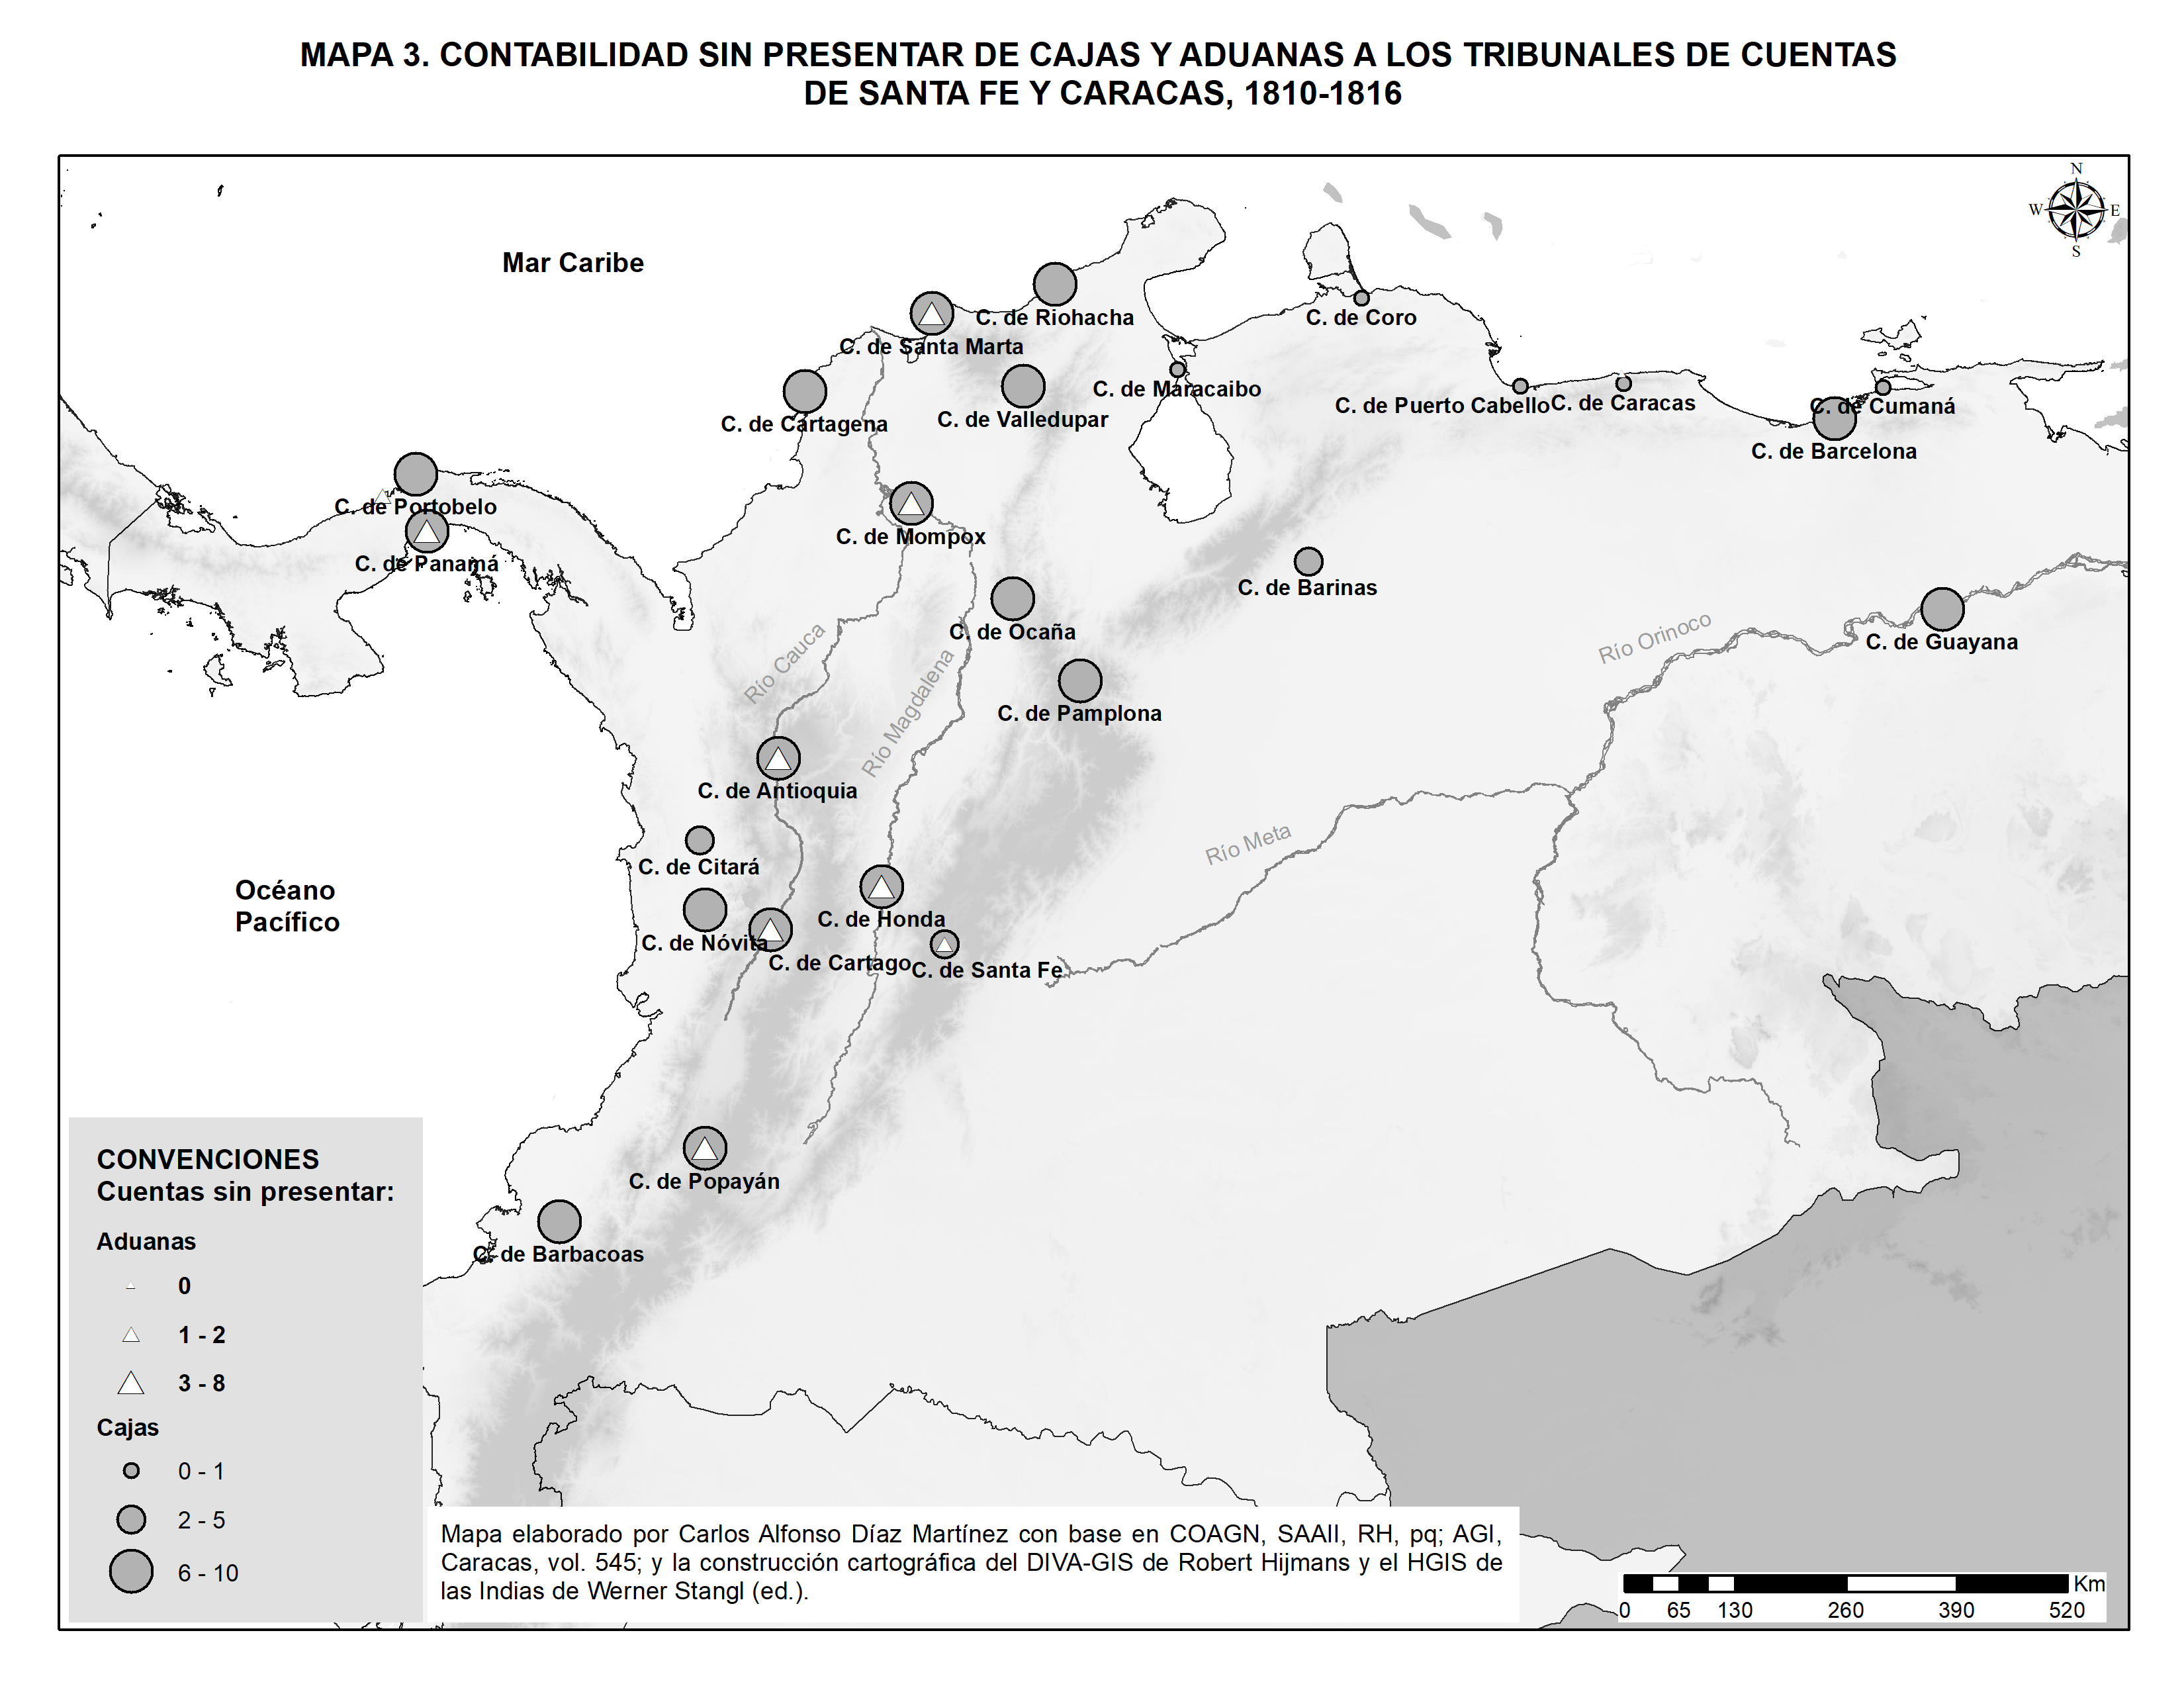 MAPA 3. CONTABILIDAD SIN PRESENTAR DE CAJAS Y ADUANAS A LOS TRIBUNALES DE CUENTAS
DE SANTA FE Y CARACAS, 1810-1816
N
W
E
S
Mar Caribe
C. de Riohacha
C. de Coro
C. de Santa Marta
C. de Maracaibo
C. de Puerto Cabello
C. de Caracas
C. de Cumaná
C. de Cartagena
C. de Valledupar
C. de Barcelona
C. de Portobelo
C. de Mompox
C. de Panamá
C. de Barinas
C. de Ocaña
C. de Guayana
Río Cauca
Río Magdalena
Río Orinoco
C. de Pamplona
C. de Antioquia
Río Meta
C. de Citará
Océano
Pacífico
C. de Honda
C. de Nóvita
C. de Cartago
C. de Santa Fe
C. de Popayán
C. de Barbacoas
CONVENCIONES
Cuentas sin presentar:
Aduanas
0
1 - 2
3 - 8
Cajas
0 - 1
2 - 5
6 - 10
Mapa elaborado por Carlos Alfonso Díaz Martínez con base en COAGN, SAAII, RH, pq; AGI,
Caracas, vol. 545; y la construcción cartográfica del DIVA-GIS de Robert Hijmans y el HGIS de
las Indias de Werner Stangl (ed.).
Km
0 65 130 260 390 520